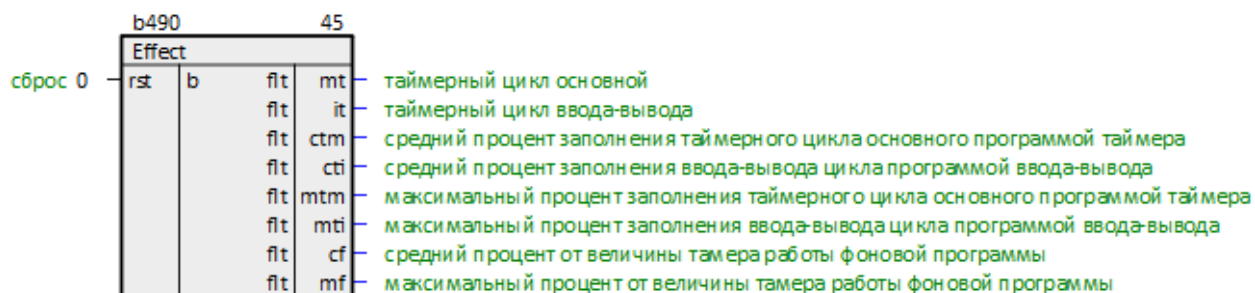 b490 45
Effect
сброс 0 rst b flt mt таймерный цикл основной
flt it таймерный цикл ввода-вывода
flt ctm средний процент заполнения таймерного цикла основного программой таймера
flt cti средний процент заполнения ввода-вывода цикла программой ввода-вывода
flt mtm максимальный процент заполнения таймерного цикла основного программой таймера
flt mti максимальный процент заполнения ввода-вывода цикла программой ввода-вывода
flt cf средний процент от величины тамера работы фоновой программы
flt mf максимальный процент от величины тамера работы фоновой программы